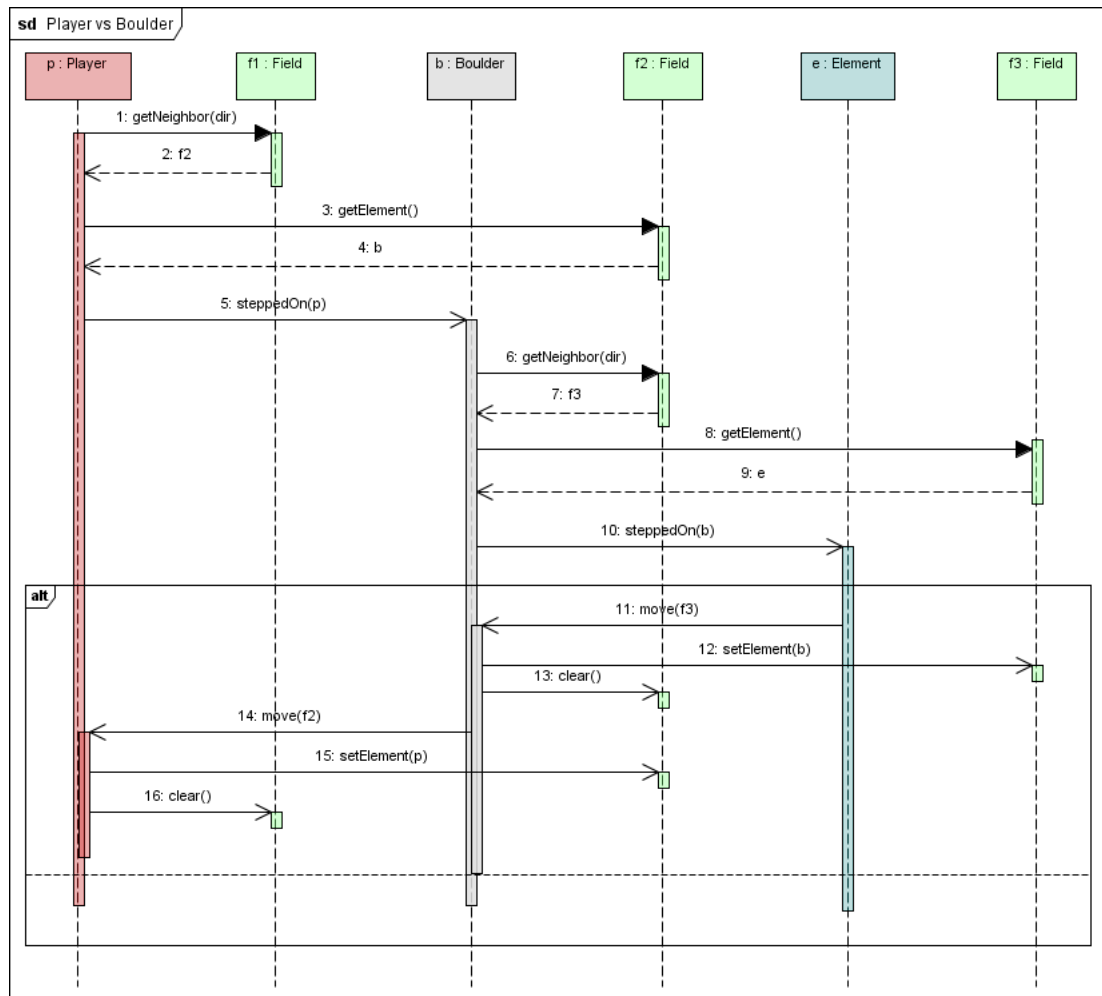 sd Player vs Boulder
p : Player
f1 : Field
b : Boulder
f2 : Field
e : Element
f3 : Field
1: getNeighbor(dir)
2: f2
3: getElement()
4: b
5: steppedOn(p)
6: getNeighbor(dir)
7: f3
8: getElement()
9: e
10: steppedOn(b)
alt
11: move(f3)
12: setElement(b)
13: clear()
14: move(f2)
15: setElement(p)
16: clear()